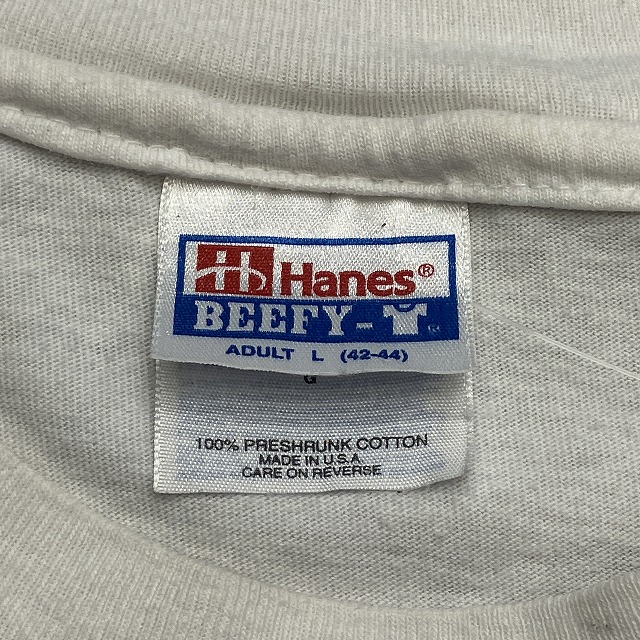 Hanes®
BEEFY-T
ADULT L (42-44)
G
100% PRESHRUNK COTTON
MADE IN U.S.A
CARE ON REVERSE